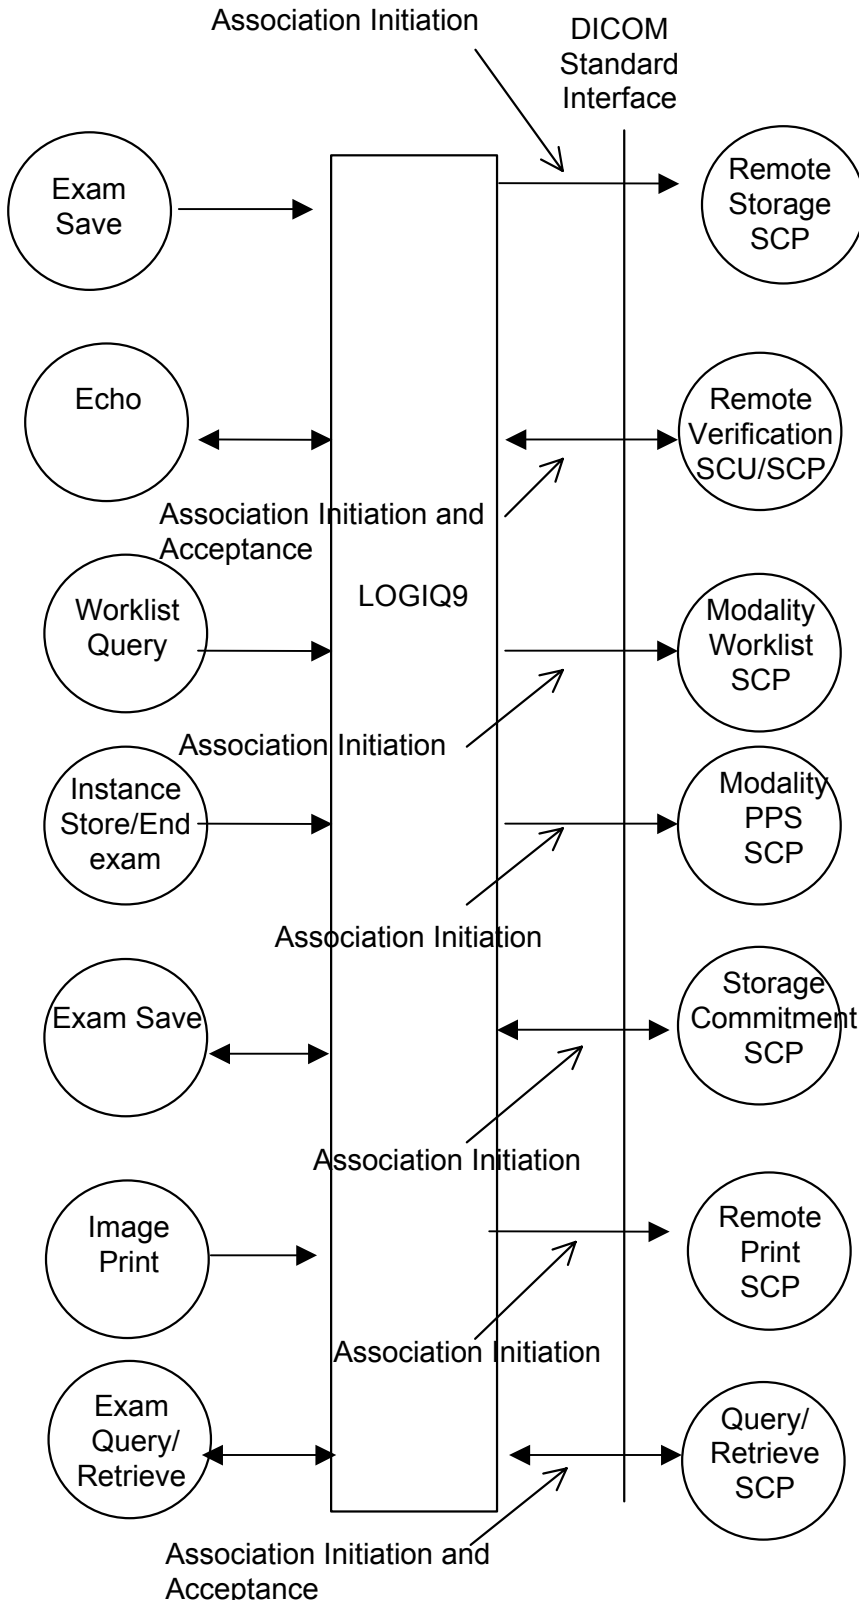 Association Initiation
DICOM
Standard
Interface
Exam
Save
Remote
Storage
SCP
Echo
Remote
Verification
SCU/SCP
Association Initiation and
Acceptance
LOGIQ9
Worklist
Query
Modality
Worklist
SCP
Association Initiation
Instance
Store/End
exam
Modality
PPS
SCP
Association Initiation
Exam Save
Storage
Commitment
SCP
Association Initiation
Image
Print
Remote
Print
SCP
Association Initiation
Exam
Query/
Retrieve
Query/
Retrieve
SCP
Association Initiation and
Acceptance